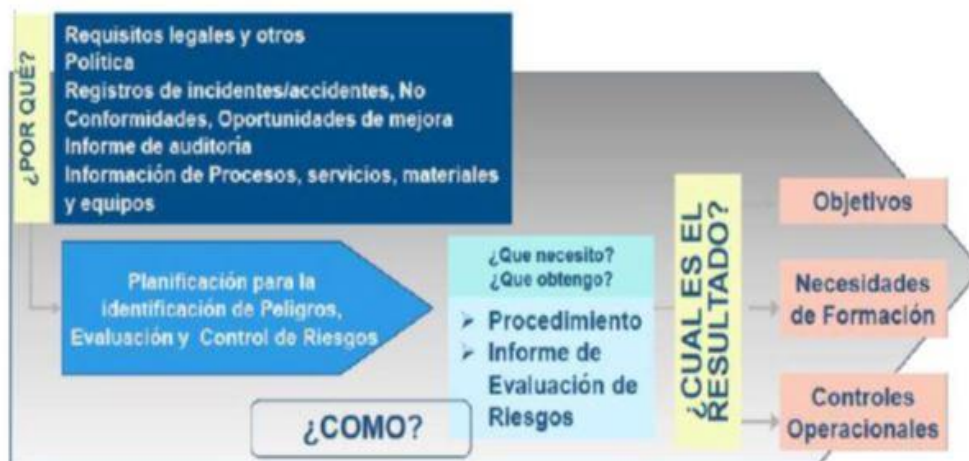 ¿POR QUÉ?
Requisitos legales y otros
Política
Registros de incidentes/accidentes, No
Conformidades, Oportunidades de mejora
Informe de auditoría
Información de Procesos, servicios, materiales
y equipos
Planificación para la
identificación de Peligros,
Evaluación y Control de Riesgos
¿Que necesito?
¿Que obtengo?
➢ Procedimiento
➢ Informe de
Evaluación de
Riesgos
¿COMO?
¿CUAL ES EL
RESULTADO?
Objetivos
Necesidades
de Formación
Controles
Operacionales